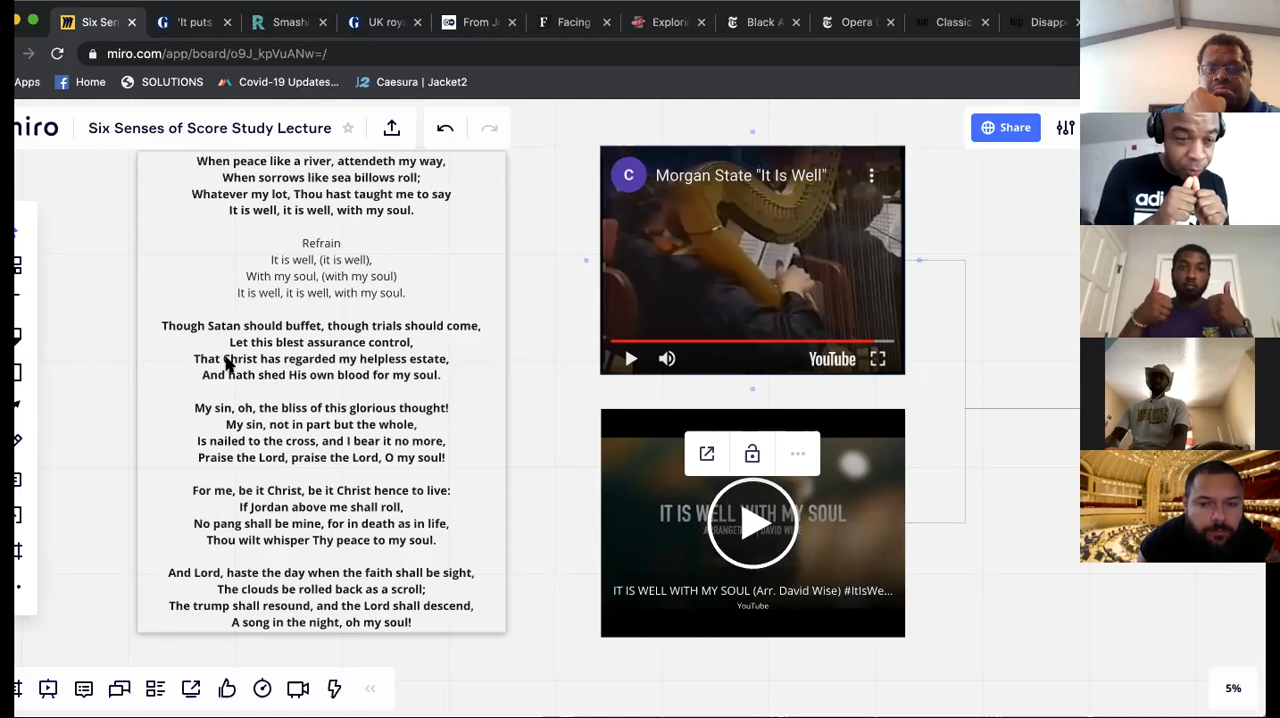 Six Sen
'It puts
Smashi
UK roy
From J
Facing
Explori
Black A
Opera
Classic
Disapp
miro.com/app/board/o9J_kpVuANw=/
Apps
Home
SOLUTIONS
Covid-19 Updates...
Caesura | Jacket2
miro
Six Senses of Score Study Lecture
Share
When peace like a river, attendeth my way,
When sorrows like sea billows roll;
Whatever my lot, Thou hast taught me to say
It is well, it is well, with my soul.
Refrain
It is well, (it is well),
With my soul, (with my soul)
It is well, it is well, with my soul.
Though Satan should buffet, though trials should come,
Let this blest assurance control,
That Christ has regarded my helpless estate,
And hath shed His own blood for my soul.
My sin, oh, the bliss of this glorious thought!
My sin, not in part but the whole,
Is nailed to the cross, and I bear it no more,
Praise the Lord, praise the Lord, O my soul!
For me, be it Christ, be it Christ hence to live:
If Jordan above me shall roll,
No pang shall be mine, for in death as in life,
Thou wilt whisper Thy peace to my soul.
And Lord, haste the day when the faith shall be sight,
The clouds be rolled back as a scroll;
The trump shall resound, and the Lord shall descend,
A song in the night, oh my soul!
C
Morgan State "It Is Well"
YouTube
IT IS WELL WITH MY SOUL
ARRANGED BY DAVID WISE
IT IS WELL WITH MY SOUL (Arr. David Wise) #ItIsWe...
YouTube
adi
5%